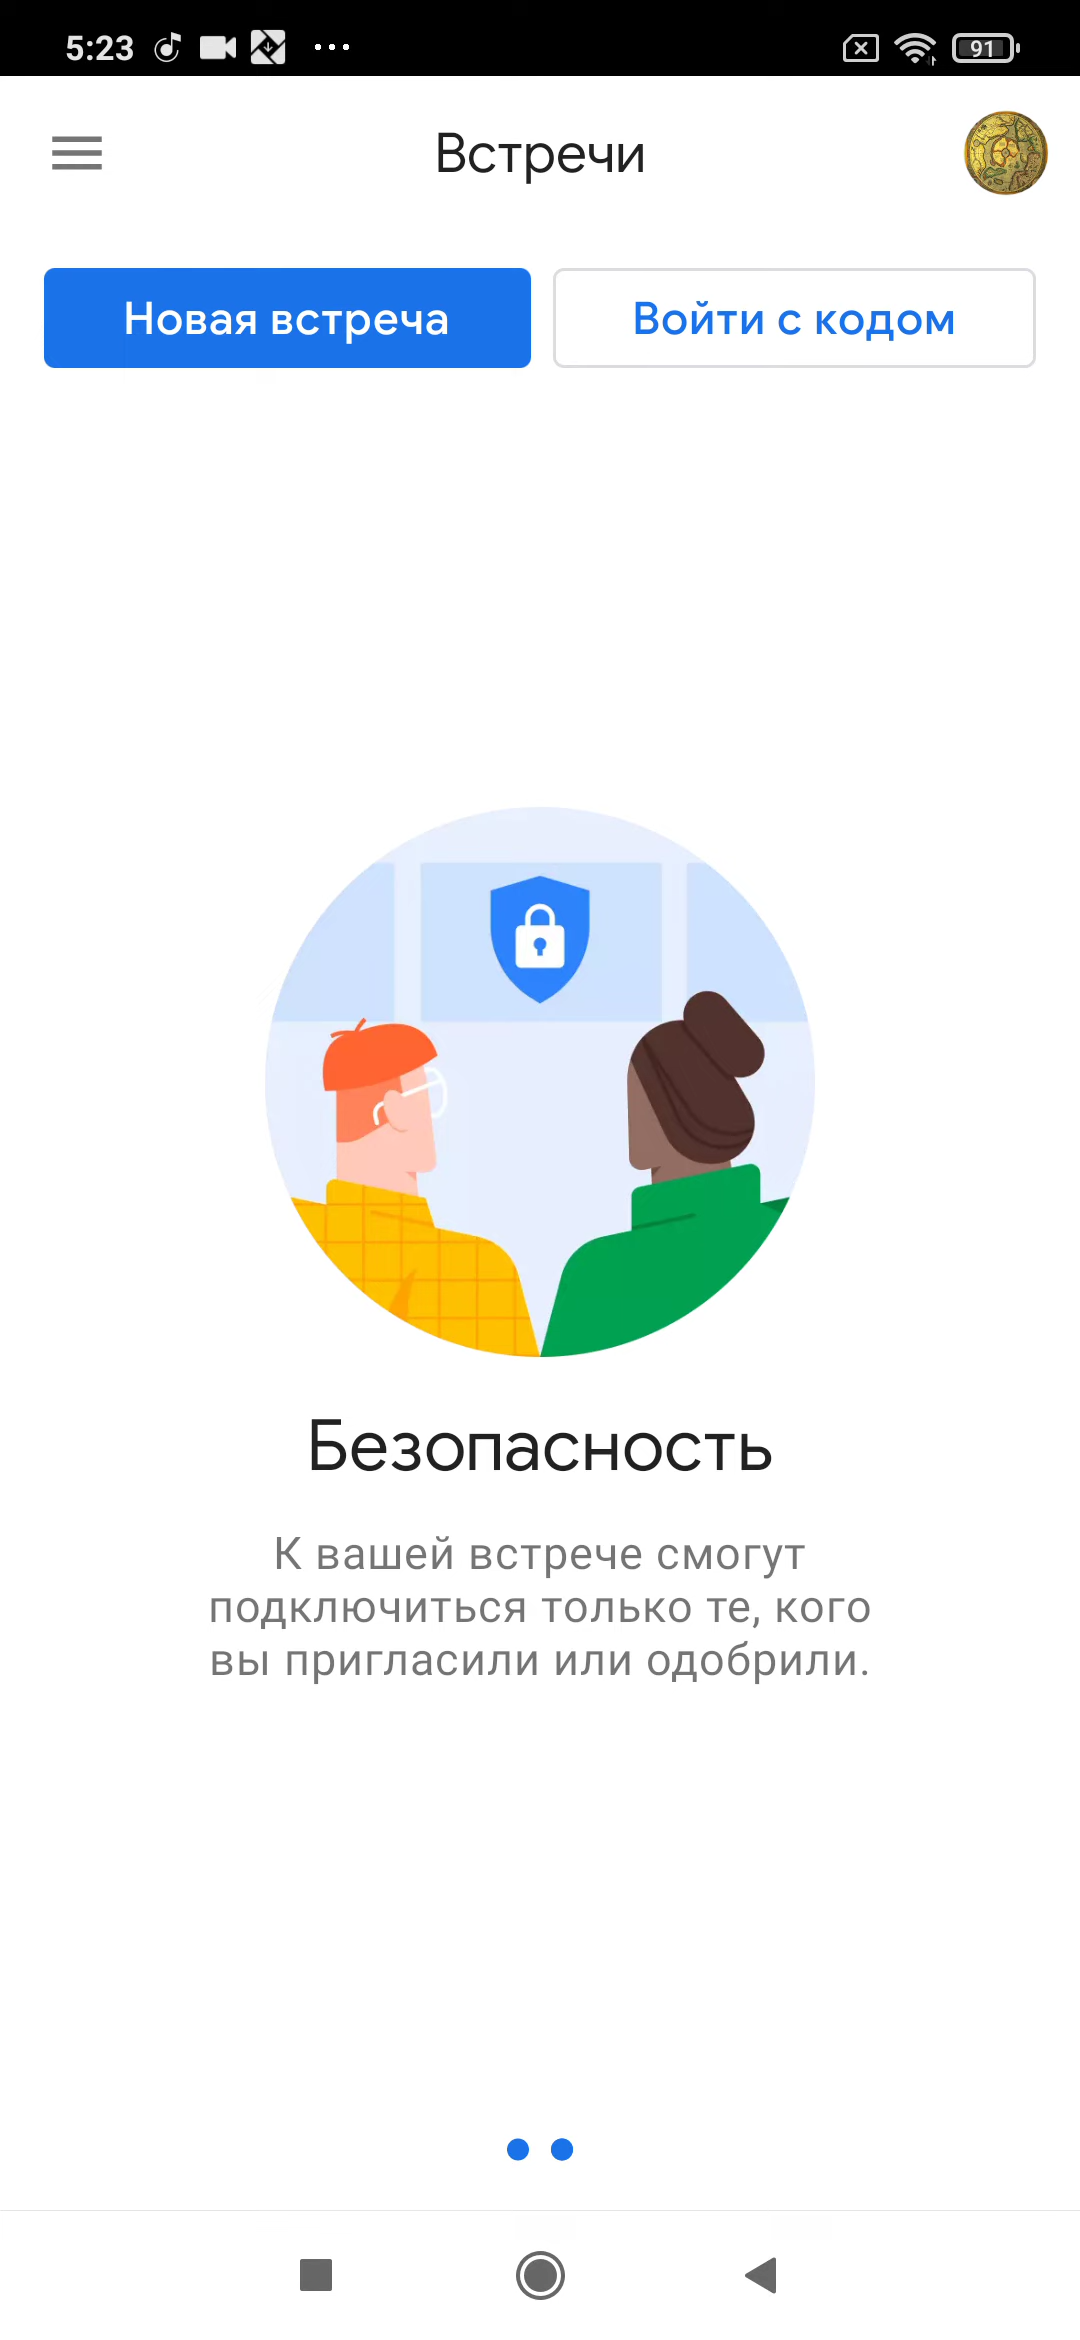 5:23
91
Встречи
Новая встреча
Войти с кодом
Безопасность
К вашей встрече смогут
подключиться только те, кого
вы пригласили или одобрили.